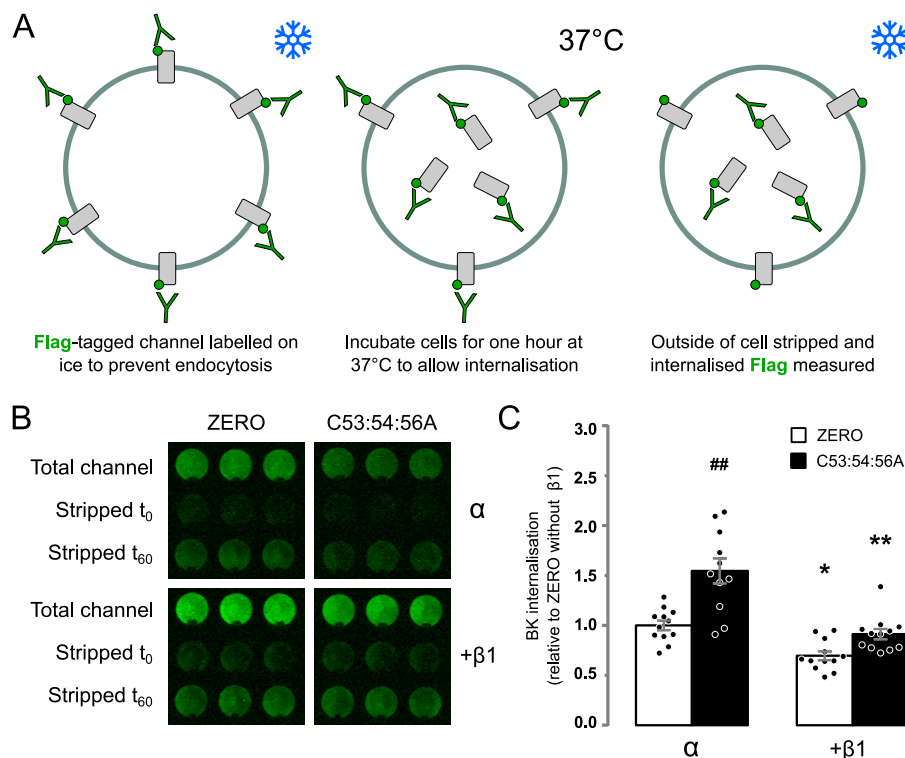 A
37°C
Flag-tagged channel labelled on
ice to prevent endocytosis
Incubate cells for one hour at
37°C to allow internalisation
Outside of cell stripped and
internalised Flag measured
B
ZERO
C53:54:56A
Total channel
Stripped t₀
Stripped t₆₀
α
Total channel
Stripped t₀
Stripped t₆₀
+β1
C
BK internalisation
(relative to ZERO without β1)
3.0
2.5
2.0
1.5
1.0
0.5
0.0
ZERO
C53:54:56A
##
*
**
α
+β1